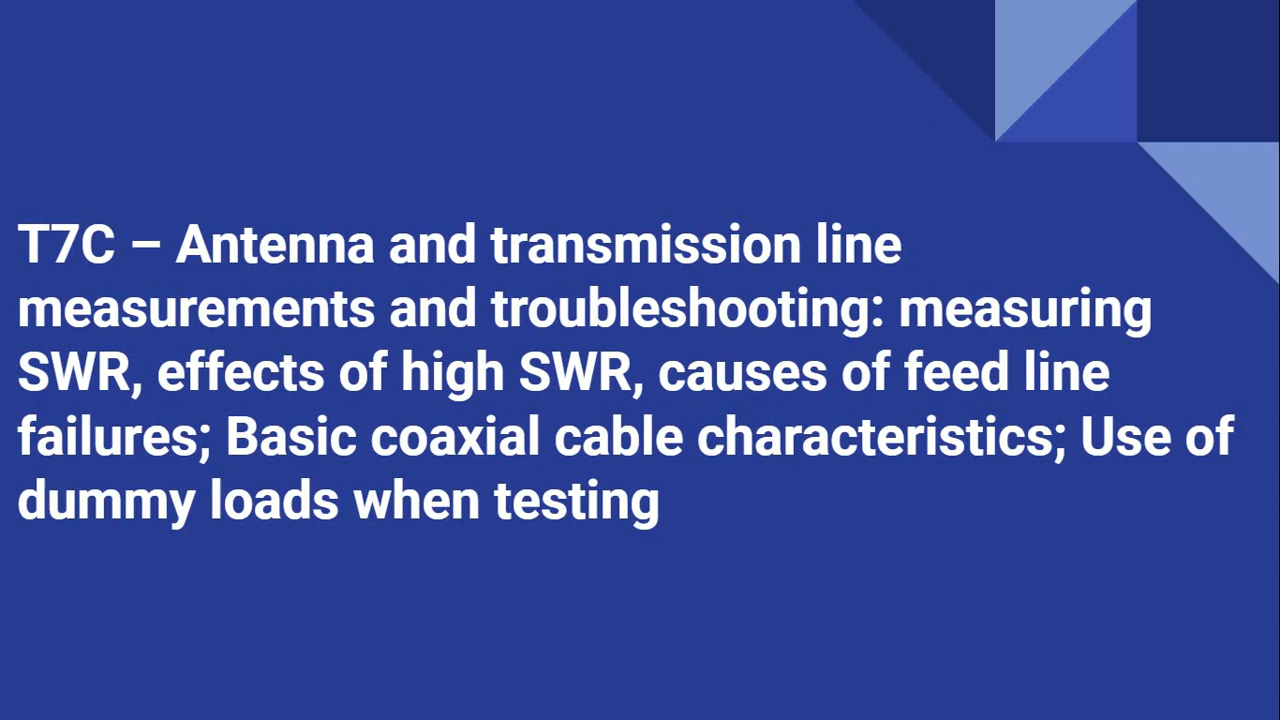 T7C – Antenna and transmission line
measurements and troubleshooting: measuring
SWR, effects of high SWR, causes of feed line
failures; Basic coaxial cable characteristics; Use of
dummy loads when testing